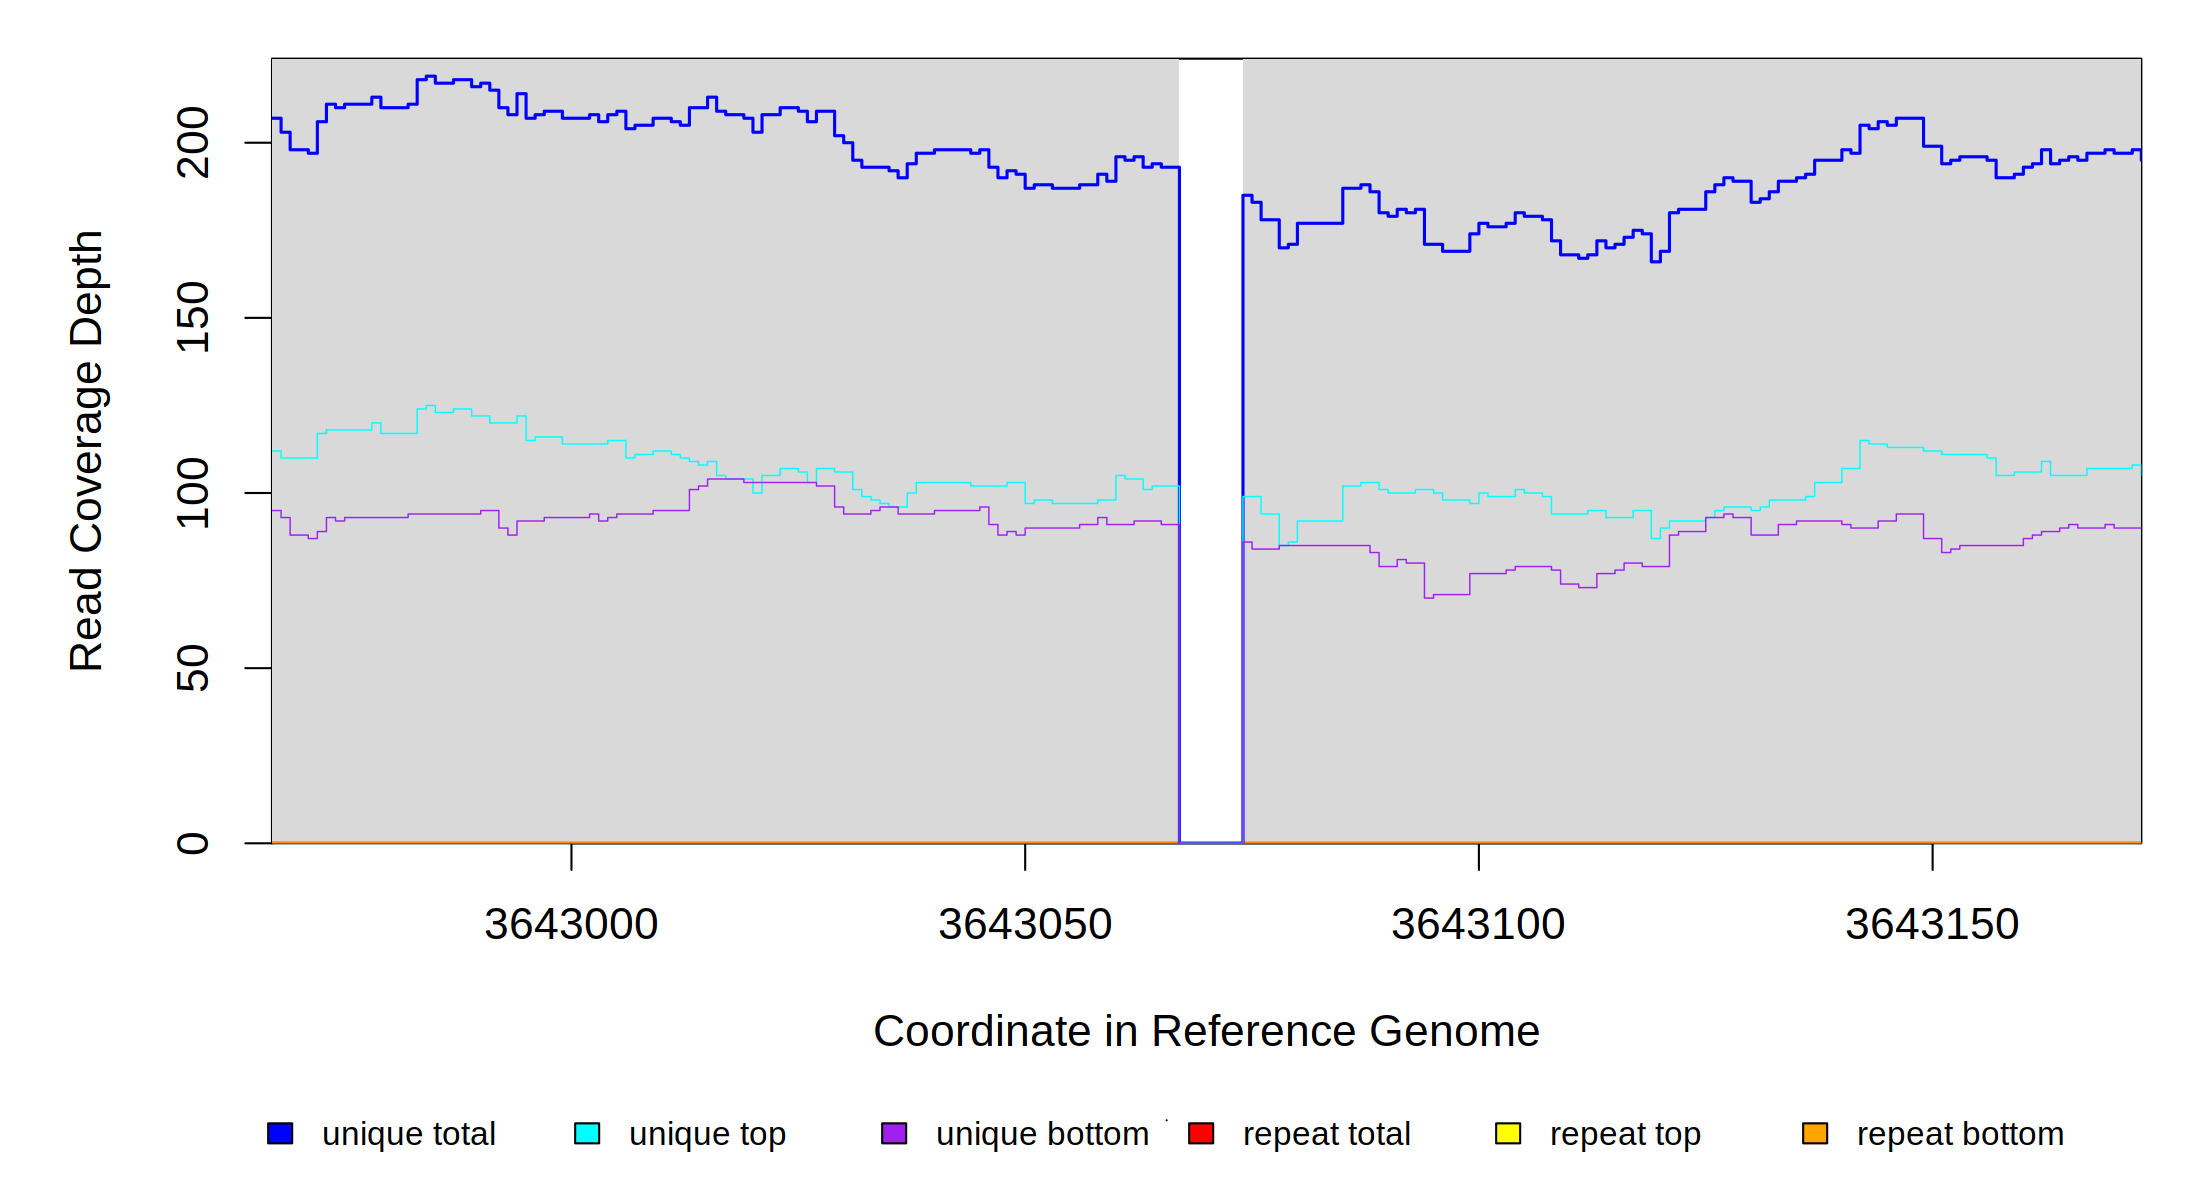 Read Coverage Depth
200
150
100
50
0
3643000 3643050 3643100 3643150
Coordinate in Reference Genome
unique total unique top unique bottom repeat total repeat top repeat bottom